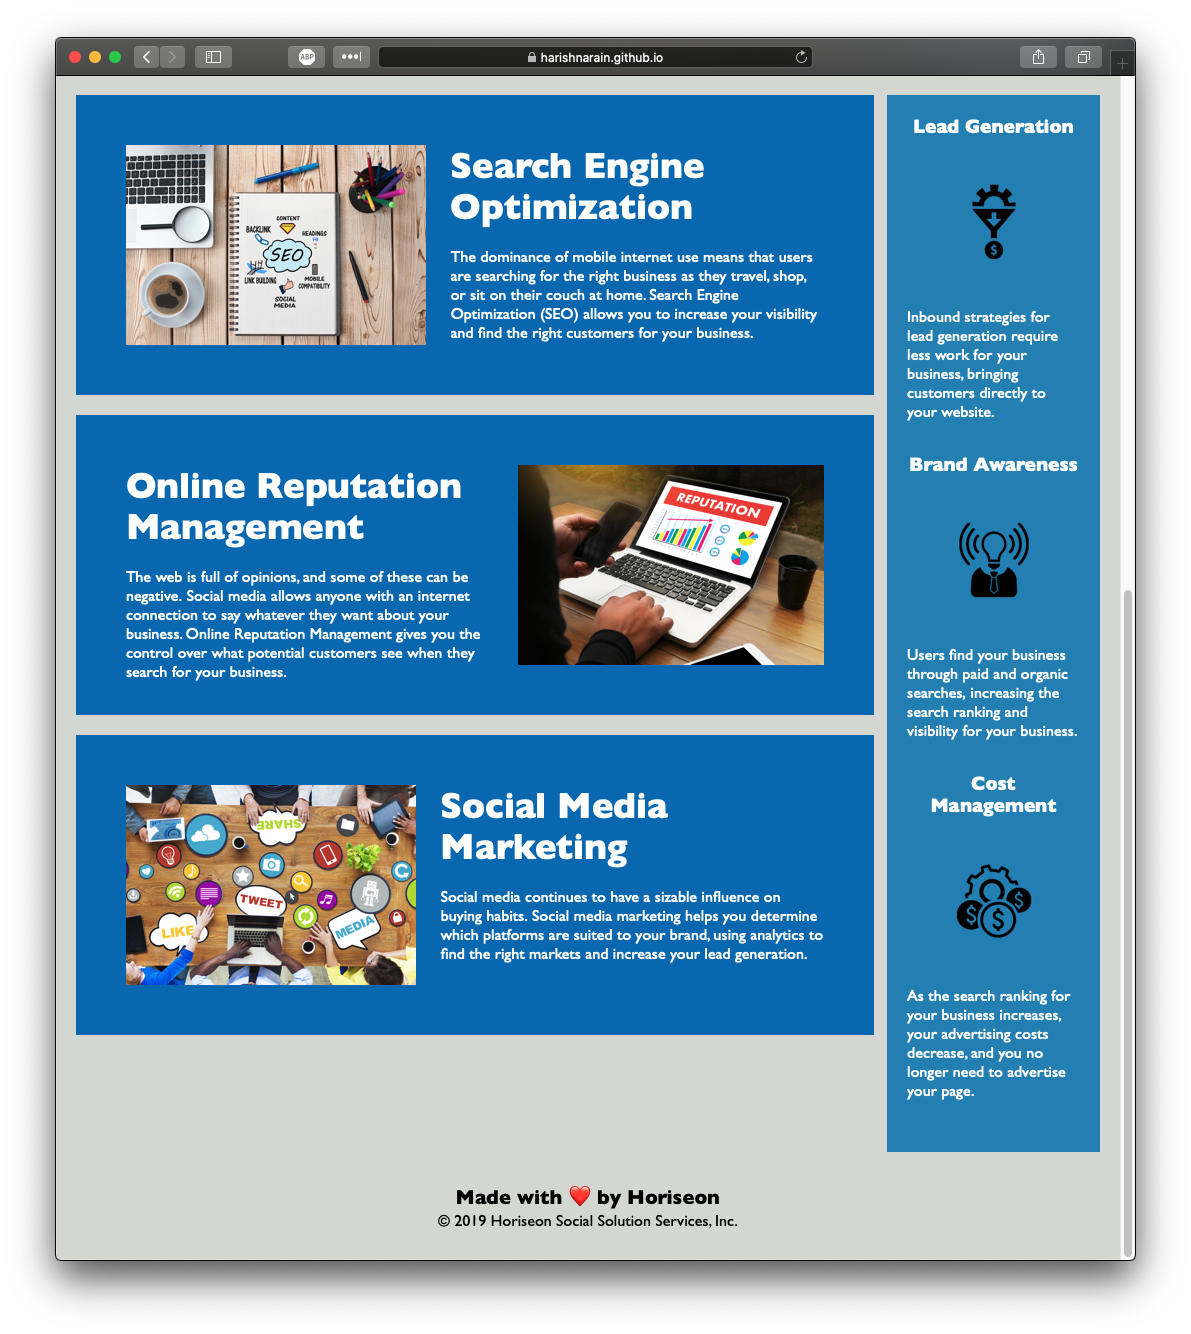 ABP
harishnarain.github.io
CONTENT
BACKLINK
HEADINGS
SEO
LINK BUILDING
MOBILE
COMPATIBILITY
SOCIAL
MEDIA
Search Engine
Optimization
The dominance of mobile internet use means that users
are searching for the right business as they travel, shop,
or sit on their couch at home. Search Engine
Optimization (SEO) allows you to increase your visibility
and find the right customers for your business.
Online Reputation
Management
The web is full of opinions, and some of these can be
negative. Social media allows anyone with an internet
connection to say whatever they want about your
business. Online Reputation Management gives you the
control over what potential customers see when they
search for your business.
REPUTATION
SHARE
TWEET
LIKE
MEDIA
Social Media
Marketing
Social media continues to have a sizable influence on
buying habits. Social media marketing helps you determine
which platforms are suited to your brand, using analytics to
find the right markets and increase your lead generation.
Lead Generation
$
Inbound strategies for
lead generation require
less work for your
business, bringing
customers directly to
your website.
Brand Awareness
Users find your business
through paid and organic
searches, increasing the
search ranking and
visibility for your business.
Cost
Management
$ $ $
As the search ranking for
your business increases,
your advertising costs
decrease, and you no
longer need to advertise
your page.
Made with ❤️ by Horiseon
© 2019 Horiseon Social Solution Services, Inc.